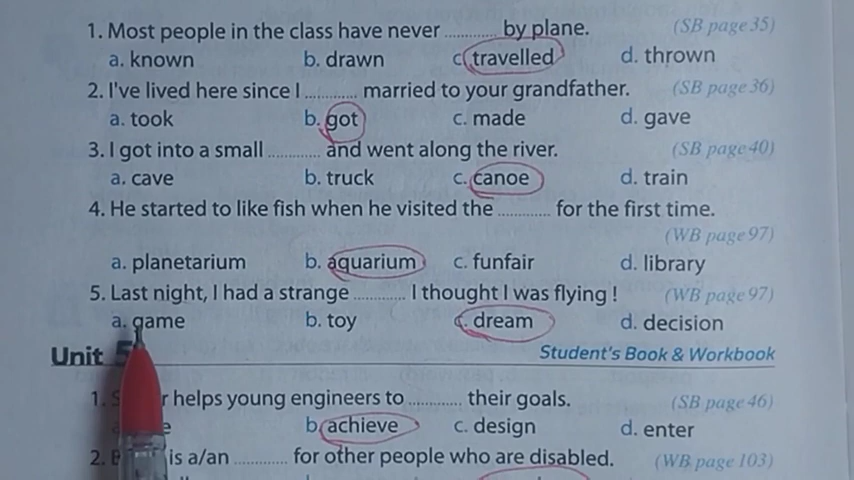 1. Most people in the class have never ............ by plane. (SB page 35)
a. known b. drawn c. travelled d. thrown
2. I've lived here since I ............ married to your grandfather. (SB page 36)
a. took b. got c. made d. gave
3. I got into a small ............ and went along the river. (SB page 40)
a. cave b. truck c. canoe d. train
4. He started to like fish when he visited the ............ for the first time.
(WB page 97)
a. planetarium b. aquarium c. funfair d. library
5. Last night, I had a strange ............ I thought I was flying ! (WB page 97)
a. game b. toy c. dream d. decision
Unit 5 Student's Book & Workbook
1. helps young engineers to ............ their goals. (SB page 46)
b. achieve c. design d. enter
2. is a/an ............ for other people who are disabled. (WB page 103)